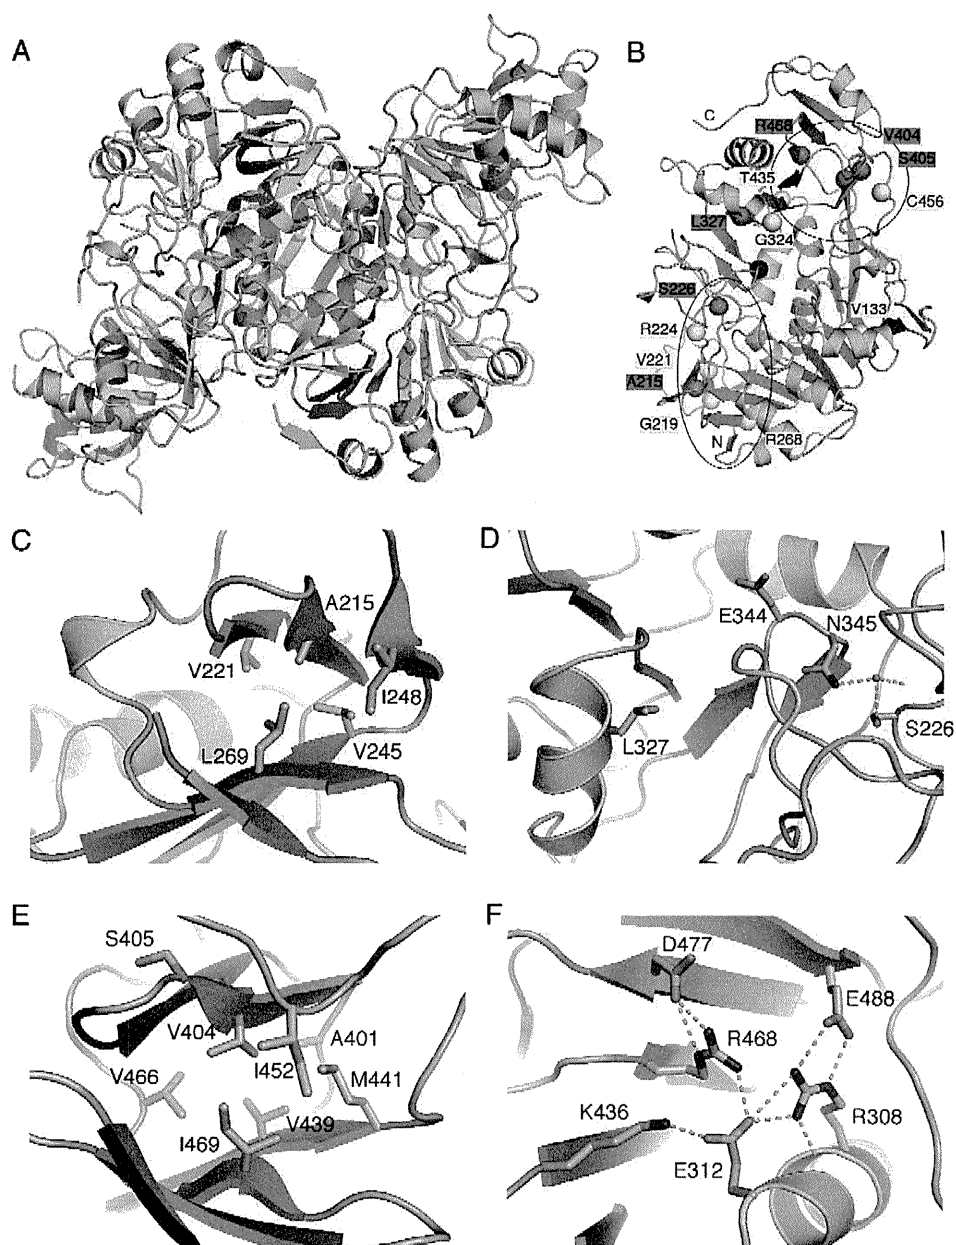 A
B
C
R468
V404
S405
T435
C456
L327
G324
S226
V133
R224
V221
A215
G219
N
R268
C
A215
V221
I248
L269
V245
D
E344
N345
L327
S226
E
S405
V404
A401
I452
V466
M441
V439
I469
F
D477
E488
R468
K436
R308
E312